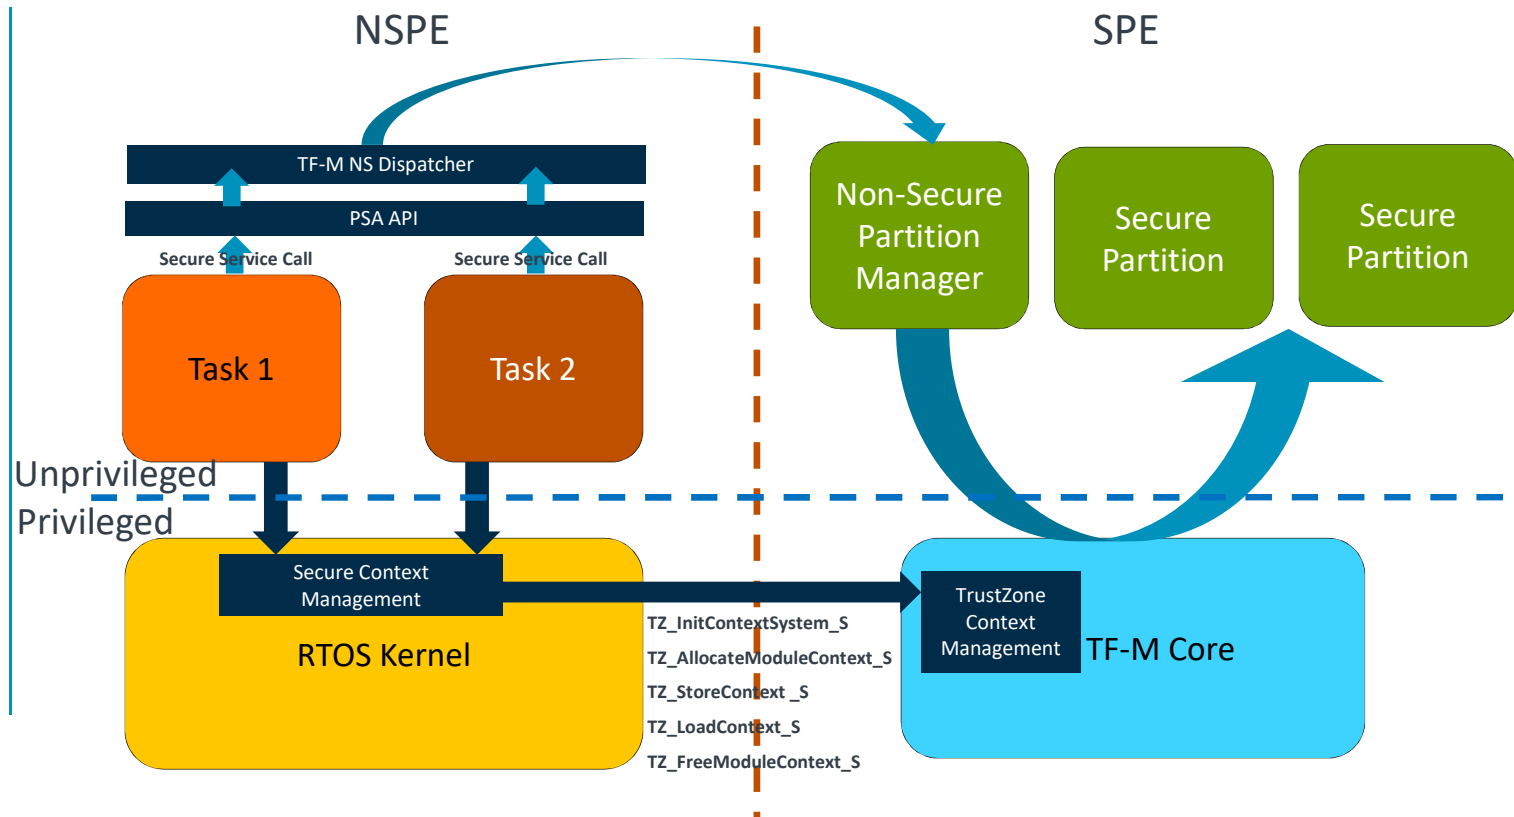 NSPE
SPE
TF-M NS Dispatcher
PSA API
Secure Service Call
Secure Service Call
Task 1
Task 2
Non-Secure
Partition
Manager
Secure
Partition
Secure
Partition
Unprivileged
Privileged
Secure Context
Management
RTOS Kernel
TZ_InitContextSystem_S
TZ_AllocateModuleContext_S
TZ_StoreContext _S
TZ_LoadContext_S
TZ_FreeModuleContext_S
TrustZone
Context
Management
TF-M Core